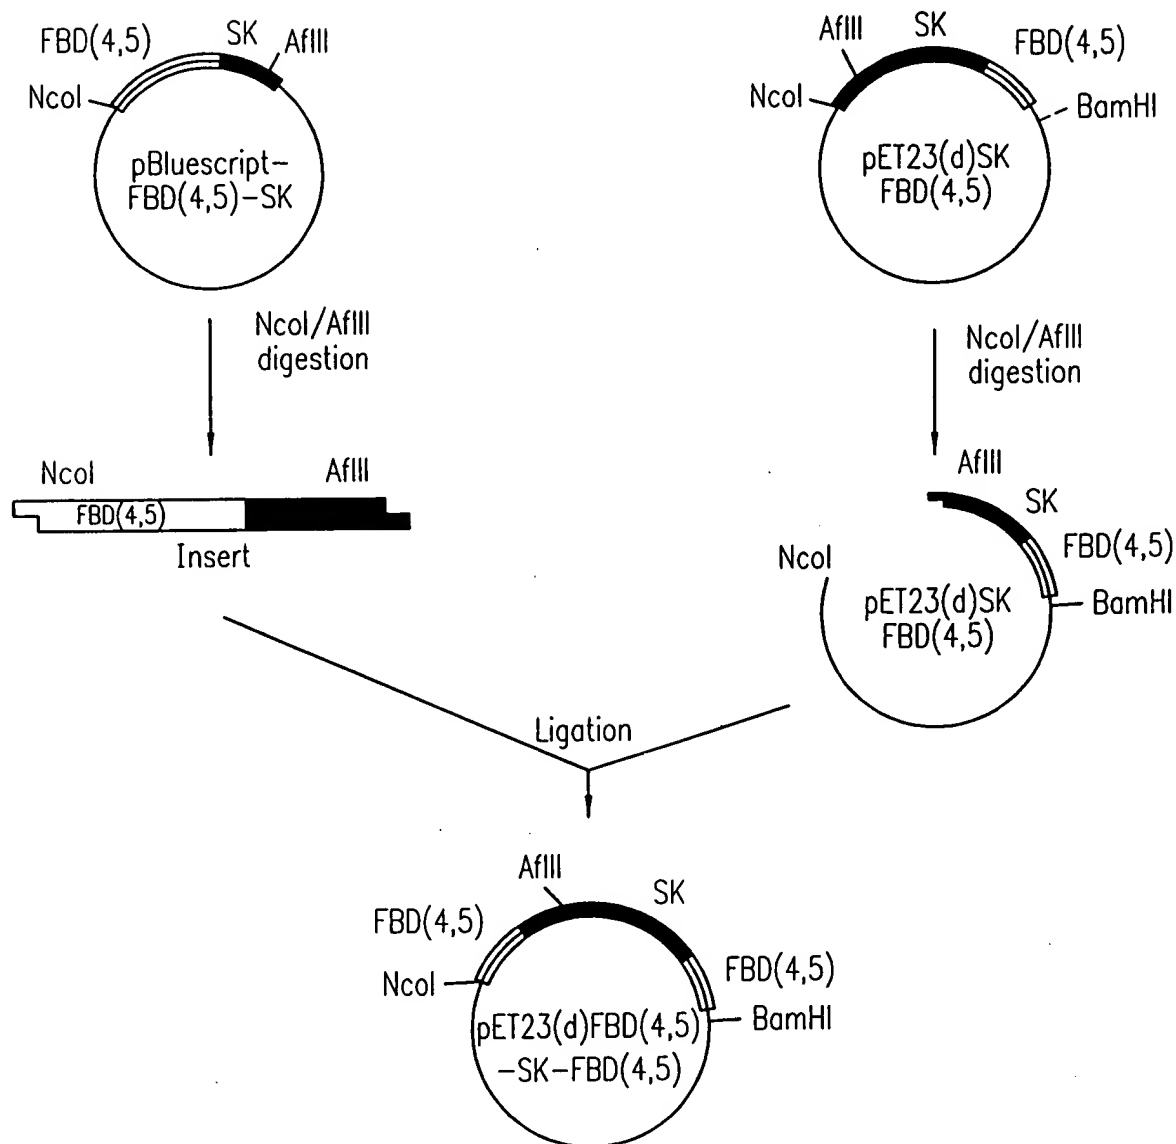 FBD(4,5)
SK
AflII
NcoI
pBluescript-
FBD(4,5)-SK
AflII
SK
FBD(4,5)
NcoI
BamHI
pET23(d)SK
FBD(4,5)
NcoI/AflII
digestion
NcoI/AflII
digestion
NcoI
AflII
FBD(4,5)
Insert
AflII
SK
FBD(4,5)
NcoI
BamHI
pET23(d)SK
FBD(4,5)
Ligation
AflII
SK
FBD(4,5)
FBD(4,5)
NcoI
BamHI
pET23(d)FBD(4,5)
-SK-FBD(4,5)